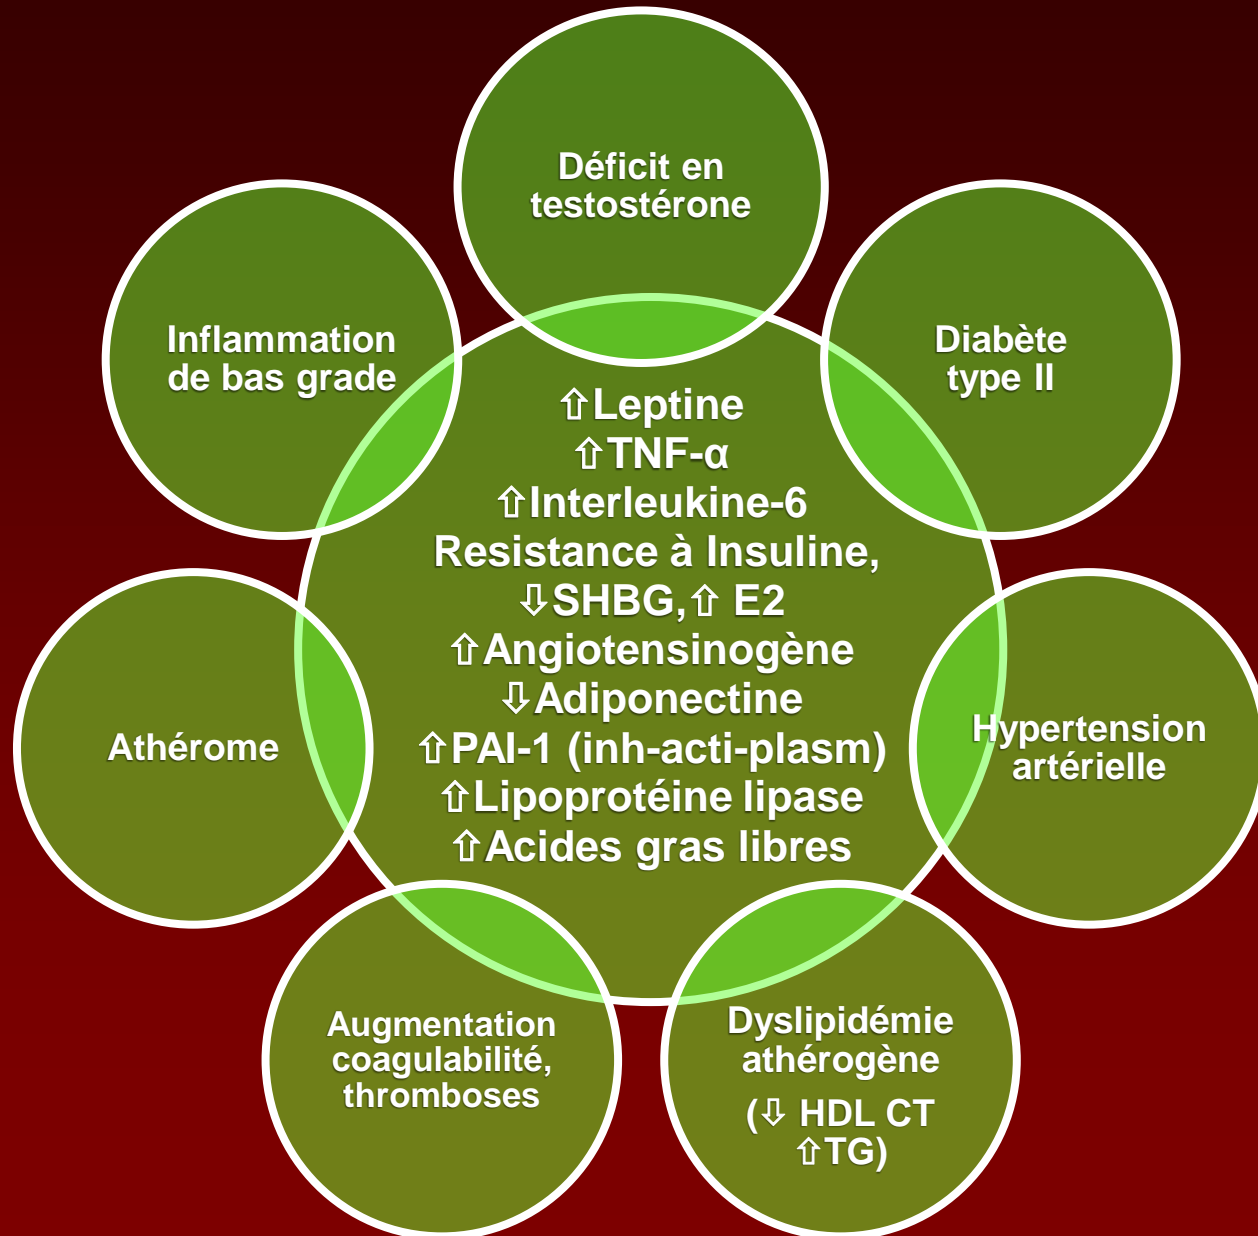 Déficit en
testostérone
Inflammation
de bas grade
Diabète
type II
⇧Leptine
⇧TNF-α
⇧Interleukine-6
Resistance à Insuline,
⇩SHBG,⇧ E2
⇧Angiotensinogène
⇩Adiponectine
⇧PAI-1 (inh-acti-plasm)
⇧Lipoprotéine lipase
⇧Acides gras libres
Athérome
Hypertension
artérielle
Augmentation
coagulabilité,
thromboses
Dyslipidémie
athérogène
(⇩ HDL CT
⇧TG)